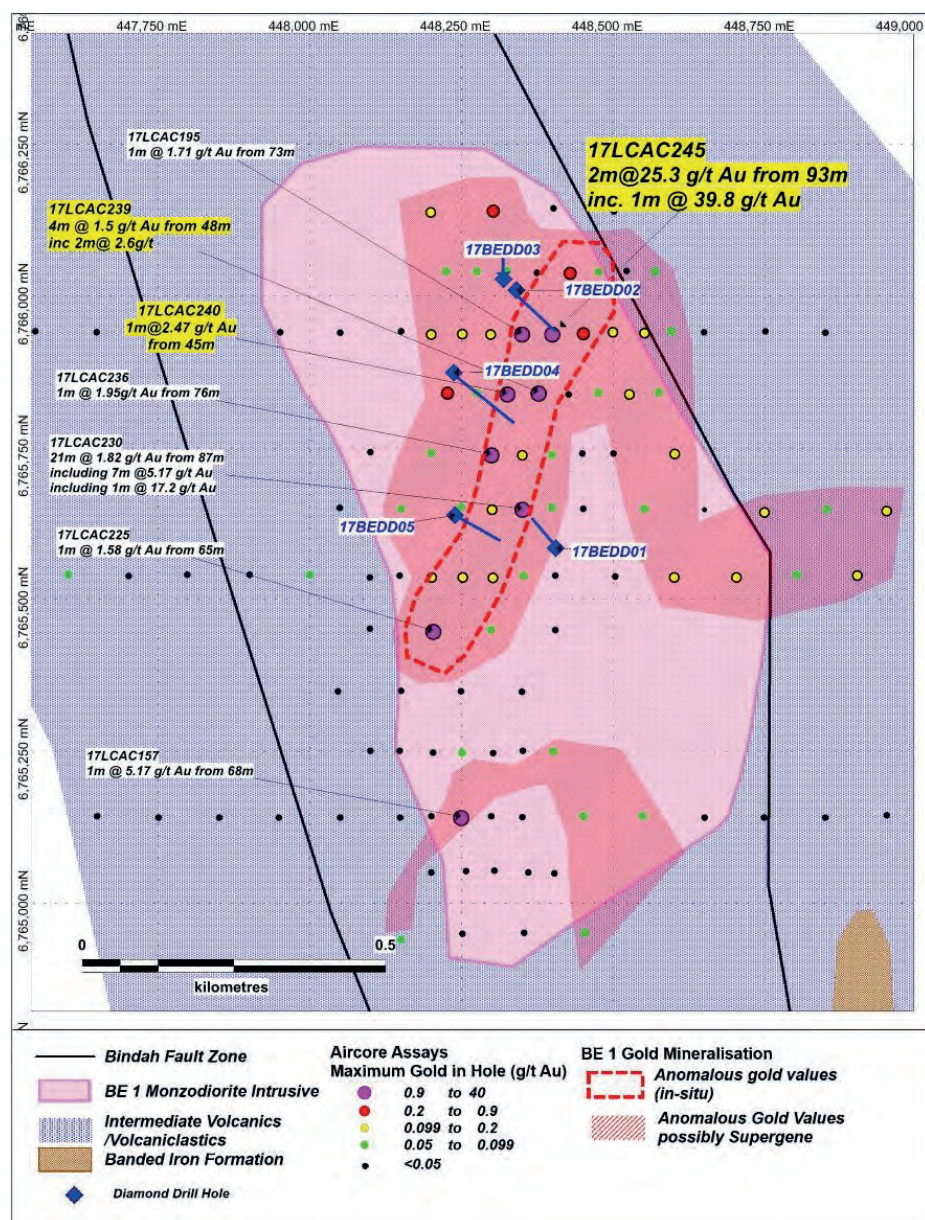 447,750 mE
448,000 mE
448,250 mE
448,500 mE
448,750 mE
449,000 mE
6,766,250 mN
6,766,000 mN
6,765,750 mN
6,765,500 mN
6,765,250 mN
6,765,000 mN
17LCAC195
1m @ 1.71 g/t Au from 73m
17LCAC245
2m@25.3 g/t Au from 93m
inc. 1m @ 39.8 g/t Au
17LCAC239
4m @ 1.5 g/t Au from 48m
inc 2m@ 2.6g/t
17BEDD03
17BEDD02
17LCAC240
1m@2.47 g/t Au
from 45m
17BEDD04
17LCAC236
1m @ 1.95g/t Au from 76m
17LCAC230
21m @ 1.82 g/t Au from 87m
including 7m @5.17 g/t Au
including 1m @ 17.2 g/t Au
17BEDD05
17BEDD01
17LCAC225
1m @ 1.58 g/t Au from 65m
17LCAC157
1m @ 5.17 g/t Au from 68m
0 0.5
kilometres
Bindah Fault Zone
BE 1 Monzodiorite Intrusive
Intermediate Volcanics
/Volcaniclastics
Banded Iron Formation
Diamond Drill Hole
Aircore Assays
Maximum Gold in Hole (g/t Au)
0.9 to 40
0.2 to 0.9
0.099 to 0.2
0.05 to 0.099
<0.05
BE 1 Gold Mineralisation
Anomalous gold values
(in-situ)
Anomalous Gold Values
possibly Supergene